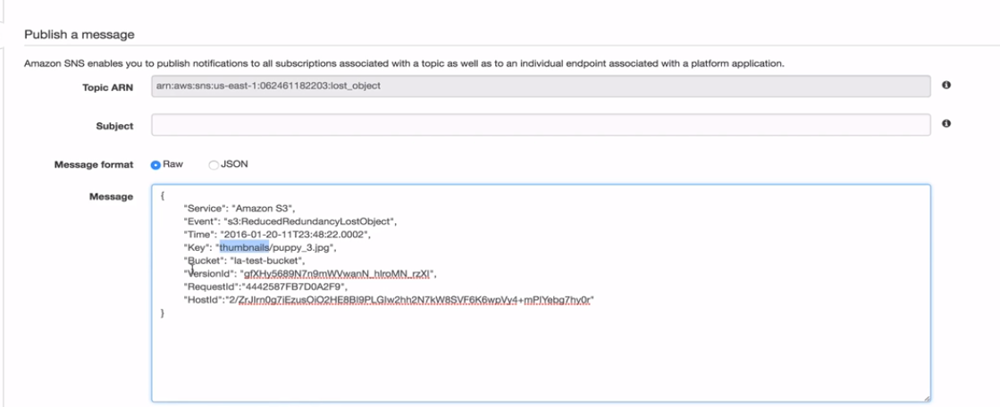 Publish a message
Amazon SNS enables you to publish notifications to all subscriptions associated with a topic as well as to an individual endpoint associated with a platform application.
Topic ARN arn:aws:sns:us-east-1:062461182203:lost_object
Subject
Message format Raw JSON
Message {
"Service": "Amazon S3",
"Event": "s3:ReducedRedundancyLostObject",
"Time": "2016-01-20-11T23:48:22.000Z",
"Key": "thumbnails/puppy_3.jpg",
"Bucket": "la-test-bucket",
"VersionId": "gfXHy5689N7n9mWVwanN_hlroMN_rzXl",
"RequestId":"4442587FB7D0A2F9",
"HostId":"2/ZrJIrn0g7iEzusOiO2HE8Bl9PLGlw2hh2N7kW8SVF6K6wpVy4+mPlYebg7hy0r"
}